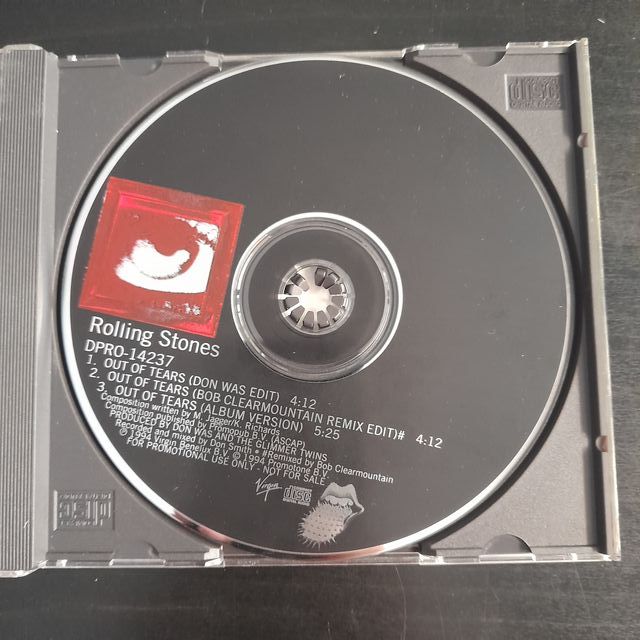 disc
Rolling Stones
DPRO-14237
1. OUT OF TEARS (DON WAS EDIT) 4:12
2. OUT OF TEARS (BOB CLEARMOUNTAIN REMIX EDIT)# 4:12
3. OUT OF TEARS (ALBUM VERSION) 5:25
Composition written by M. Jagger/K. Richards
Composition published by Promopub B.V. (ASCAP)
PRODUCED BY DON WAS AND THE GLIMMER TWINS
Recorded and mixed by Don Smith • #Remixed by Bob Clearmountain
© 1994 Virgin Benelux B.V. ℗ 1994 Promotone B.V.
FOR PROMOTIONAL USE ONLY - NOT FOR SALE
Virgin disc
disc